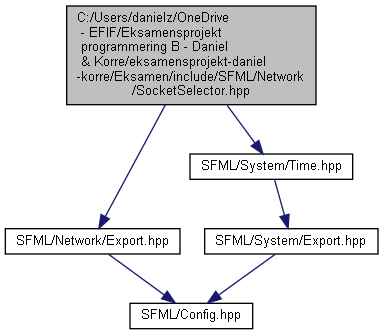 C:/Users/danielz/OneDrive
- EFIF/Eksamensprojekt
programmering B - Daniel
& Korre/eksamensprojekt-daniel
-korre/Eksamen/include/SFML/Network
/SocketSelector.hpp
SFML/System/Time.hpp
SFML/Network/Export.hpp
SFML/System/Export.hpp
SFML/Config.hpp